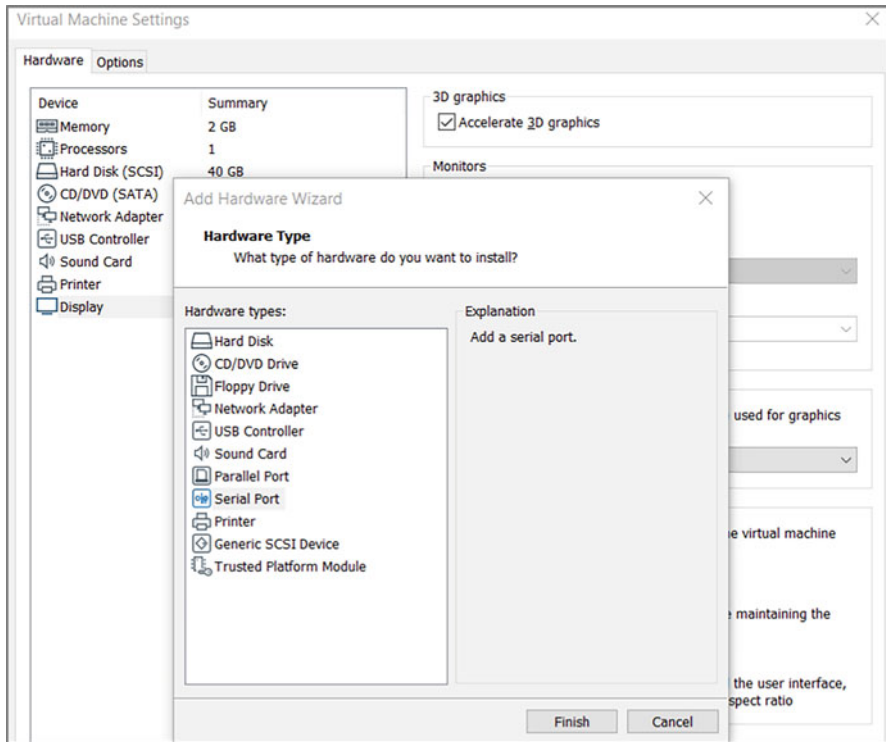 Virtual Machine Settings
Hardware Options
Device Summary
Memory 2 GB
Processors 1
Hard Disk (SCSI) 40 GB
CD/DVD (SATA)
Network Adapter
USB Controller
Sound Card
Printer
Display
3D graphics
Accelerate 3D graphics
Monitors
used for graphics
virtual machine
maintaining the
the user interface,
spect ratio
Add Hardware Wizard
Hardware Type
What type of hardware do you want to install?
Hardware types:
Hard Disk
CD/DVD Drive
Floppy Drive
Network Adapter
USB Controller
Sound Card
Parallel Port
Serial Port
Printer
Generic SCSI Device
Trusted Platform Module
Explanation
Add a serial port.
Finish Cancel